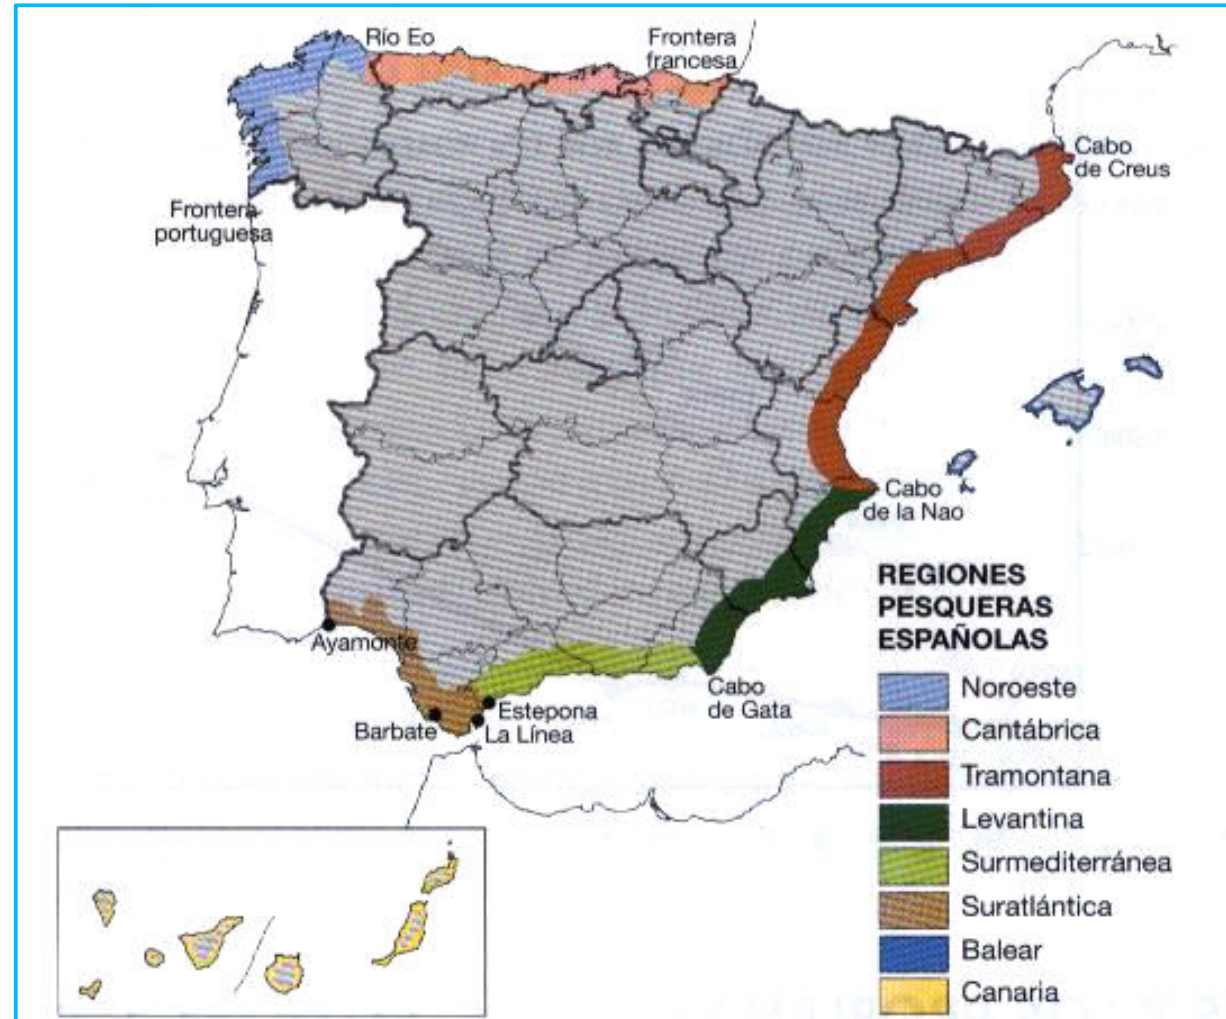 Río Eo
Frontera
francesa
Cabo
de Creus
Frontera
portuguesa
Cabo
de la Nao
Ayamonte
Barbate
Estepona
La Línea
Cabo
de Gata
REGIONES
PESQUERAS
ESPAÑOLAS
Noroeste
Cantábrica
Tramontana
Levantina
Surmediterránea
Suratlántica
Balear
Canaria